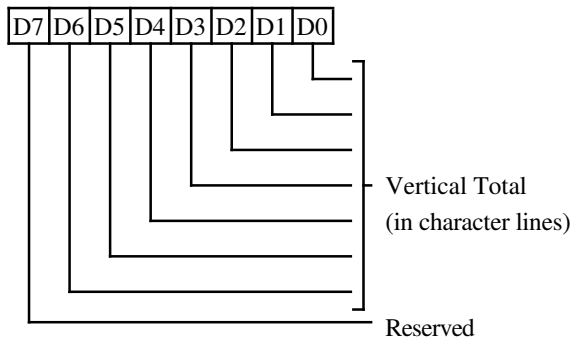 D7 D6 D5 D4 D3 D2 D1 D0
Vertical Total
(in character lines)
Reserved